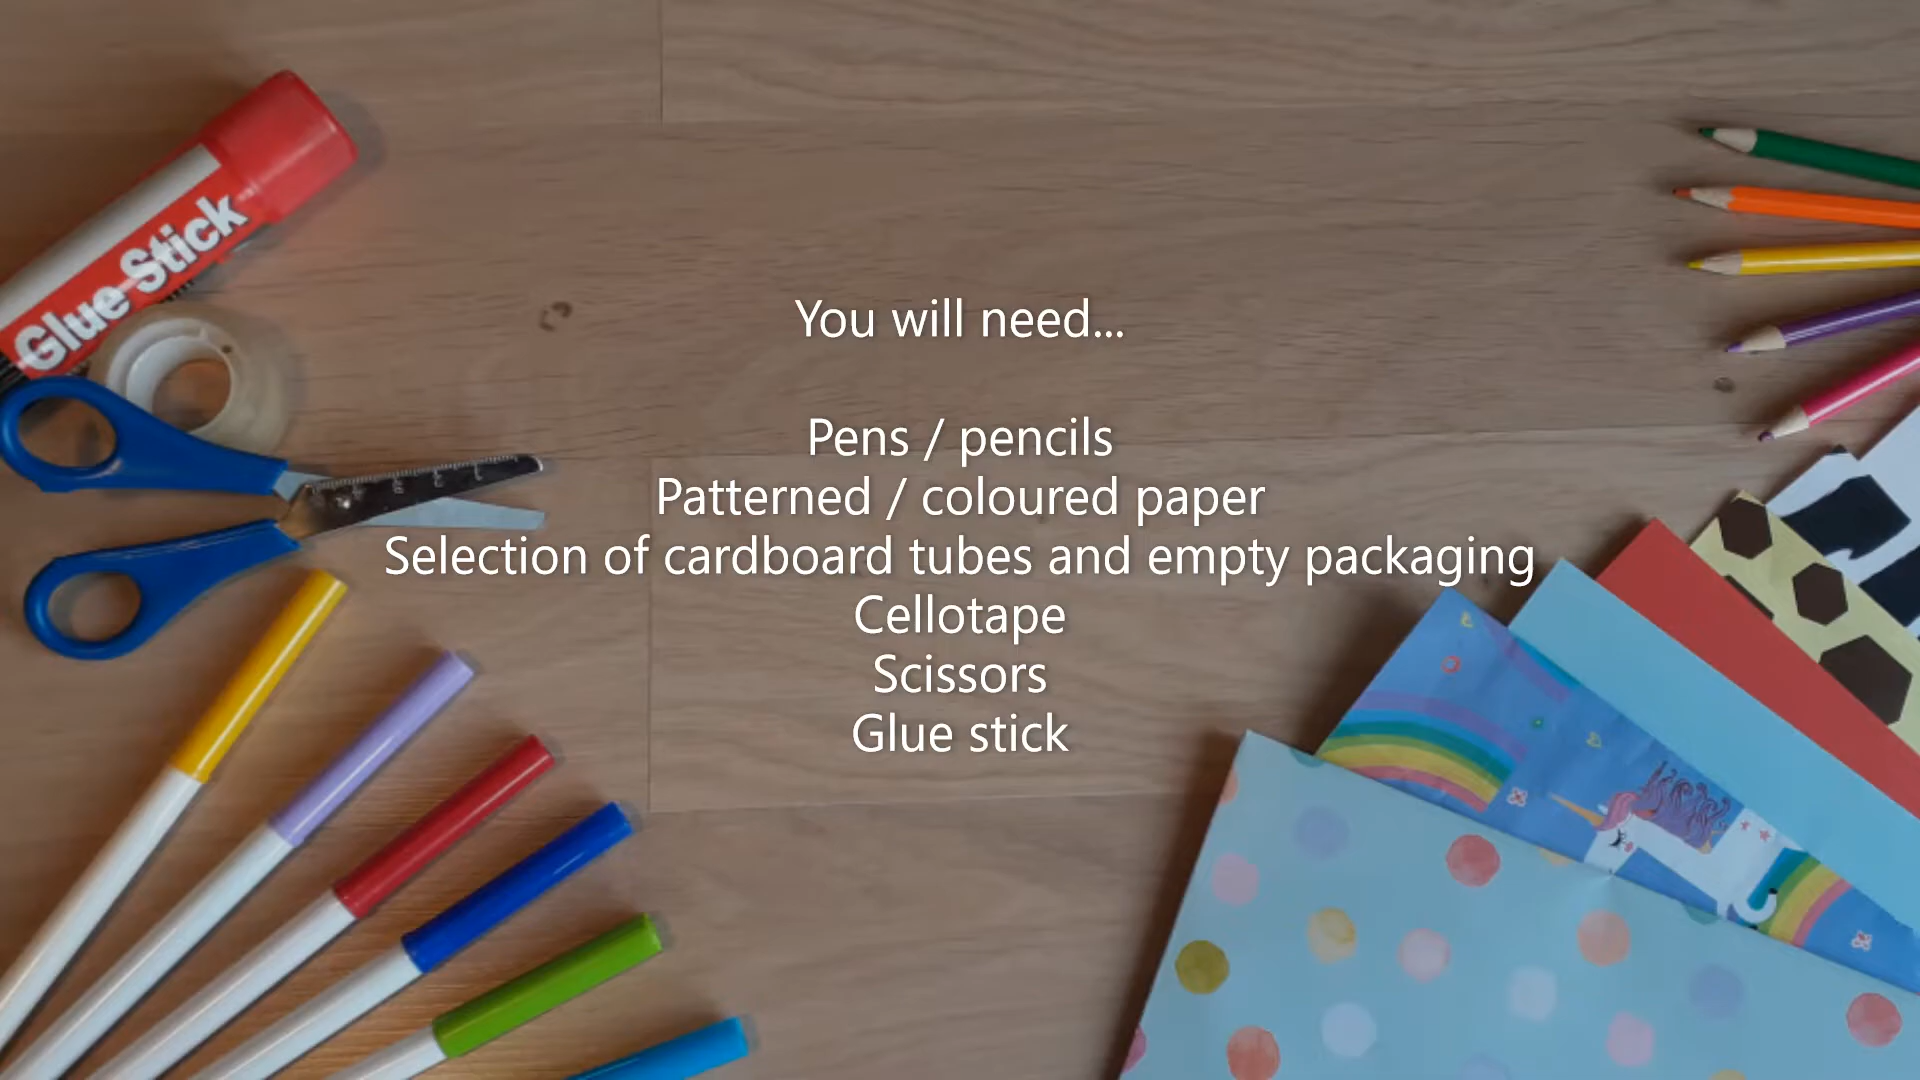 Glue Stick
You will need...
Pens / pencils
Patterned / coloured paper
Selection of cardboard tubes and empty packaging
Cellotape
Scissors
Glue stick